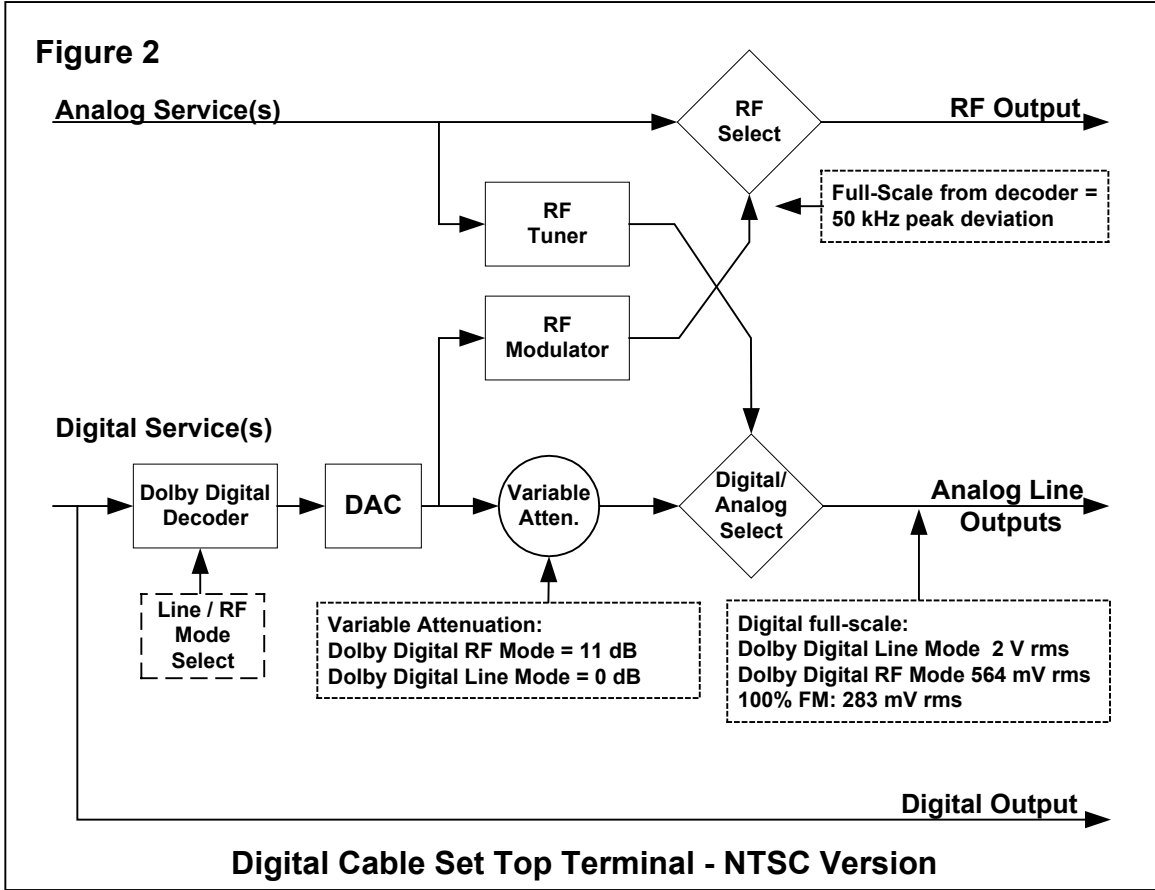 Figure 2
Analog Service(s)
RF
Select
RF Output
RF
Tuner
Full-Scale from decoder =
50 kHz peak deviation
RF
Modulator
Digital Service(s)
Dolby Digital
Decoder
DAC
Variable
Atten.
Digital/
Analog
Select
Analog Line
Outputs
Line / RF
Mode
Select
Variable Attenuation:
Dolby Digital RF Mode = 11 dB
Dolby Digital Line Mode = 0 dB
Digital full-scale:
Dolby Digital Line Mode 2 V rms
Dolby Digital RF Mode 564 mV rms
100% FM: 283 mV rms
Digital Output
Digital Cable Set Top Terminal - NTSC Version